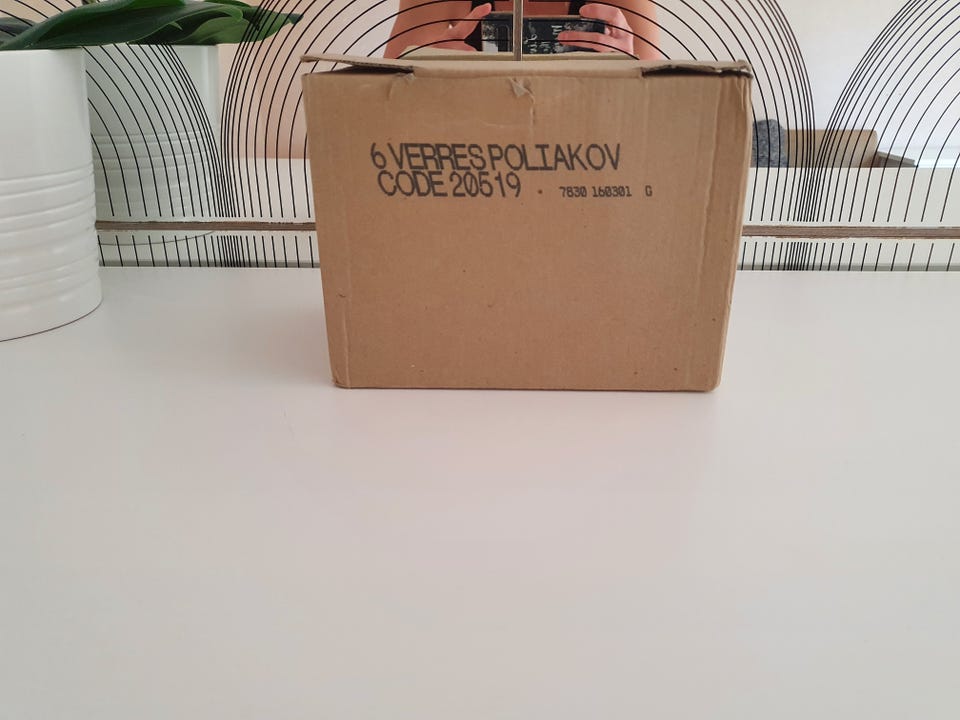 6 VERRES POLIAKOV
CODE 20519 · 7830 160301 G